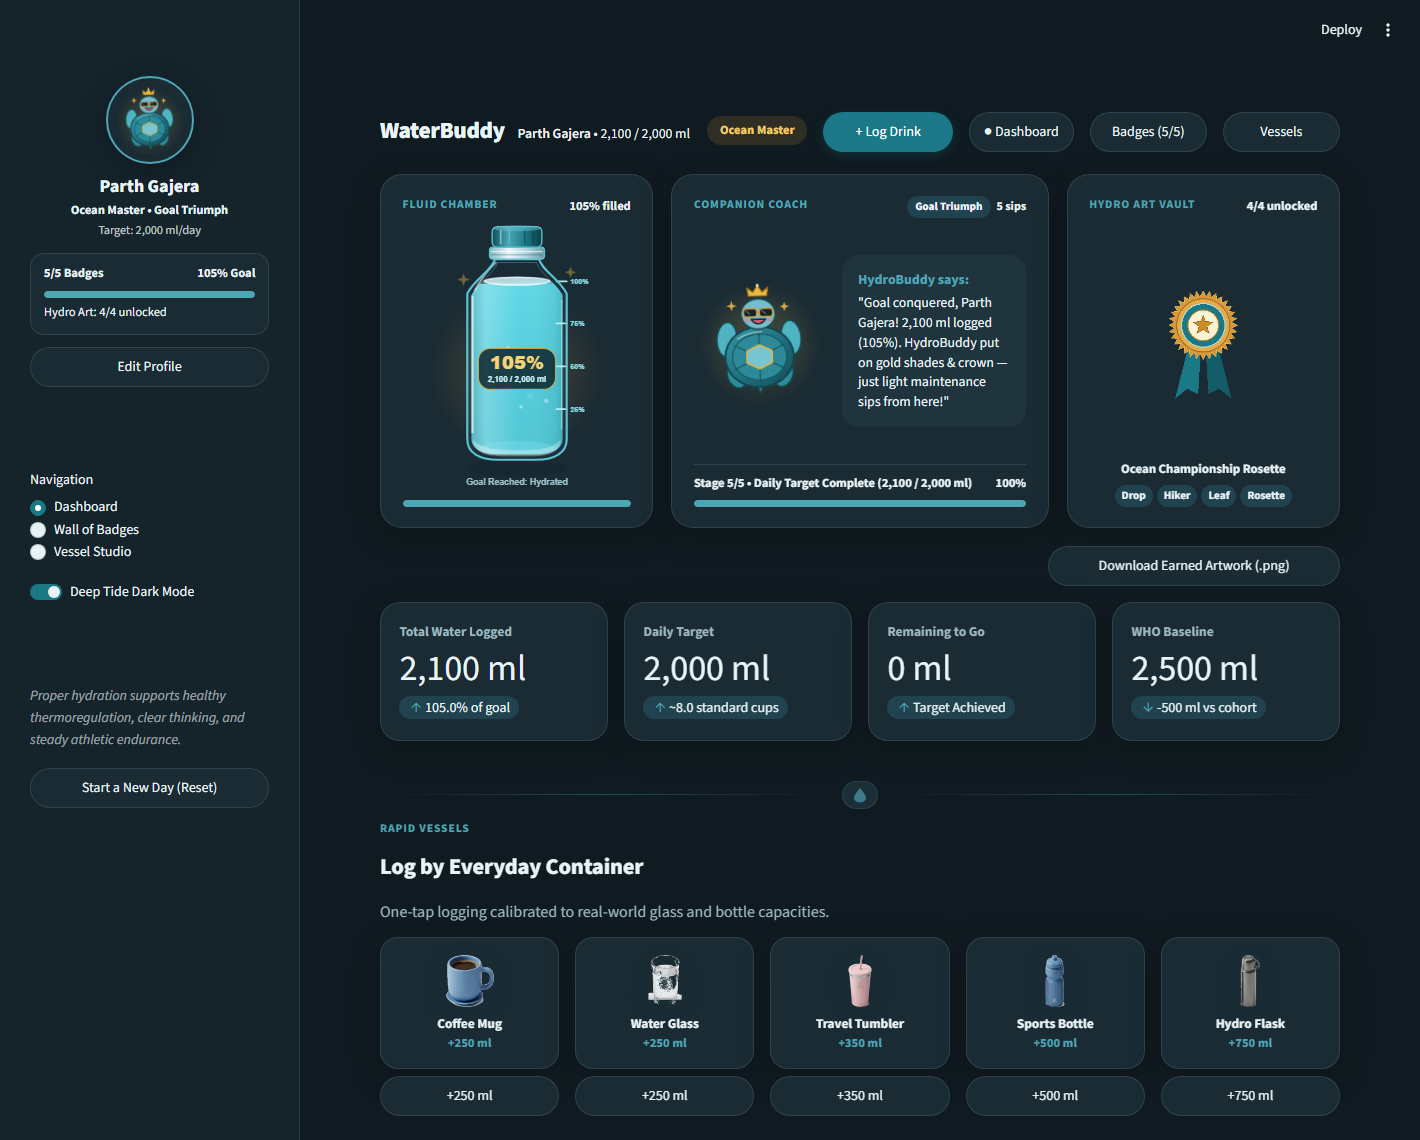 Deploy
Parth Gajera
Ocean Master • Goal Triumph
Target: 2,000 ml/day
5/5 Badges 105% Goal
Hydro Art: 4/4 unlocked
Edit Profile
Navigation
Dashboard
Wall of Badges
Vessel Studio
Deep Tide Dark Mode
Proper hydration supports healthy
thermoregulation, clear thinking, and
steady athletic endurance.
Start a New Day (Reset)
WaterBuddy Parth Gajera • 2,100 / 2,000 ml Ocean Master + Log Drink ● Dashboard Badges (5/5) Vessels
FLUID CHAMBER 105% filled
100%
75%
50%
25%
105%
2,100 / 2,000 ml
Goal Reached: Hydrated
COMPANION COACH Goal Triumph 5 sips
HydroBuddy says:
"Goal conquered, Parth
Gajera! 2,100 ml logged
(105%). HydroBuddy put
on gold shades & crown —
just light maintenance
sips from here!"
Stage 5/5 • Daily Target Complete (2,100 / 2,000 ml) 100%
HYDRO ART VAULT 4/4 unlocked
Ocean Championship Rosette
Drop Hiker Leaf Rosette
Download Earned Artwork (.png)
Total Water Logged
2,100 ml
↑ 105.0% of goal
Daily Target
2,000 ml
↑ ~8.0 standard cups
Remaining to Go
0 ml
↑ Target Achieved
WHO Baseline
2,500 ml
↓ -500 ml vs cohort
RAPID VESSELS
Log by Everyday Container
One-tap logging calibrated to real-world glass and bottle capacities.
Coffee Mug
+250 ml
+250 ml
Water Glass
+250 ml
+250 ml
Travel Tumbler
+350 ml
+350 ml
Sports Bottle
+500 ml
+500 ml
Hydro Flask
+750 ml
+750 ml